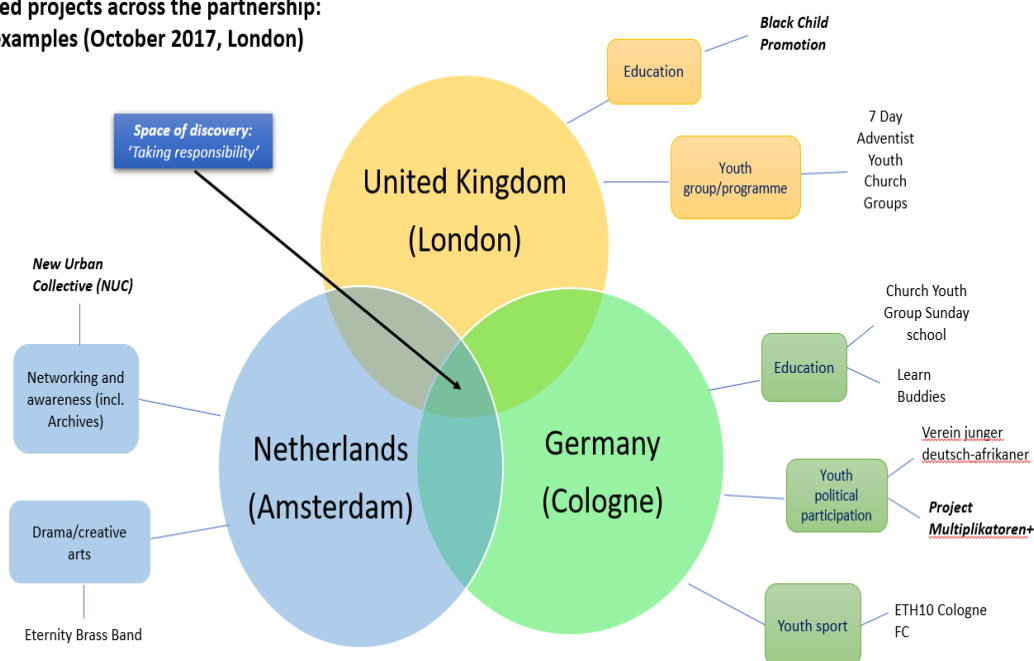 ed projects across the partnership:
examples (October 2017, London)
Black Child
Promotion
Education
Space of discovery:
'Taking responsibility'
7 Day
Adventist
Youth
Church
Groups
Youth
group/programme
United Kingdom
(London)
New Urban
Collective (NUC)
Networking and
awareness (incl.
Archives)
Church Youth
Group Sunday
school
Education
Learn
Buddies
Netherlands
(Amsterdam)
Germany
(Cologne)
Verein junger
deutsch-afrikaner
Youth
political
participation
Project
Multiplikatoren+
Drama/creative
arts
Eternity Brass Band
Youth sport
ETH10 Cologne
FC